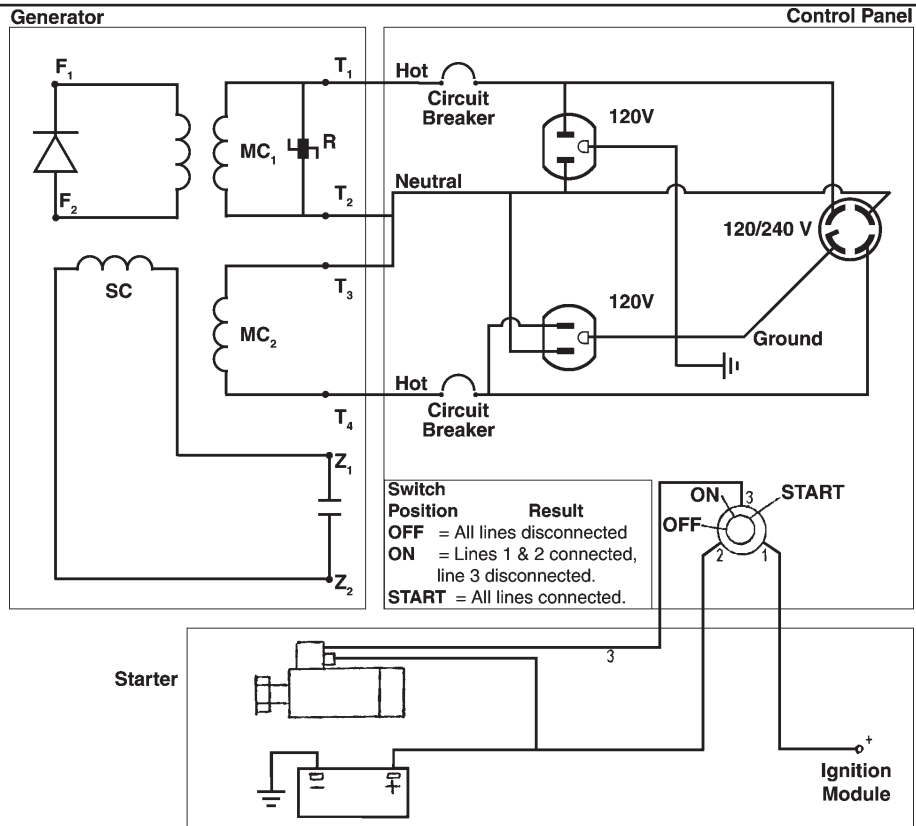 Generator
Control Panel
F1
F2
MC1
R
T1
T2
Hot
Circuit
Breaker
120V
Neutral
120/240 V
SC
MC2
T3
T4
120V
Ground
Hot
Circuit
Breaker
Z1
Z2
Switch
Position Result
OFF = All lines disconnected
ON = Lines 1 & 2 connected,
line 3 disconnected.
START = All lines connected.
ON
3
START
OFF
2
1
Starter
3
-
+
+
Ignition
Module